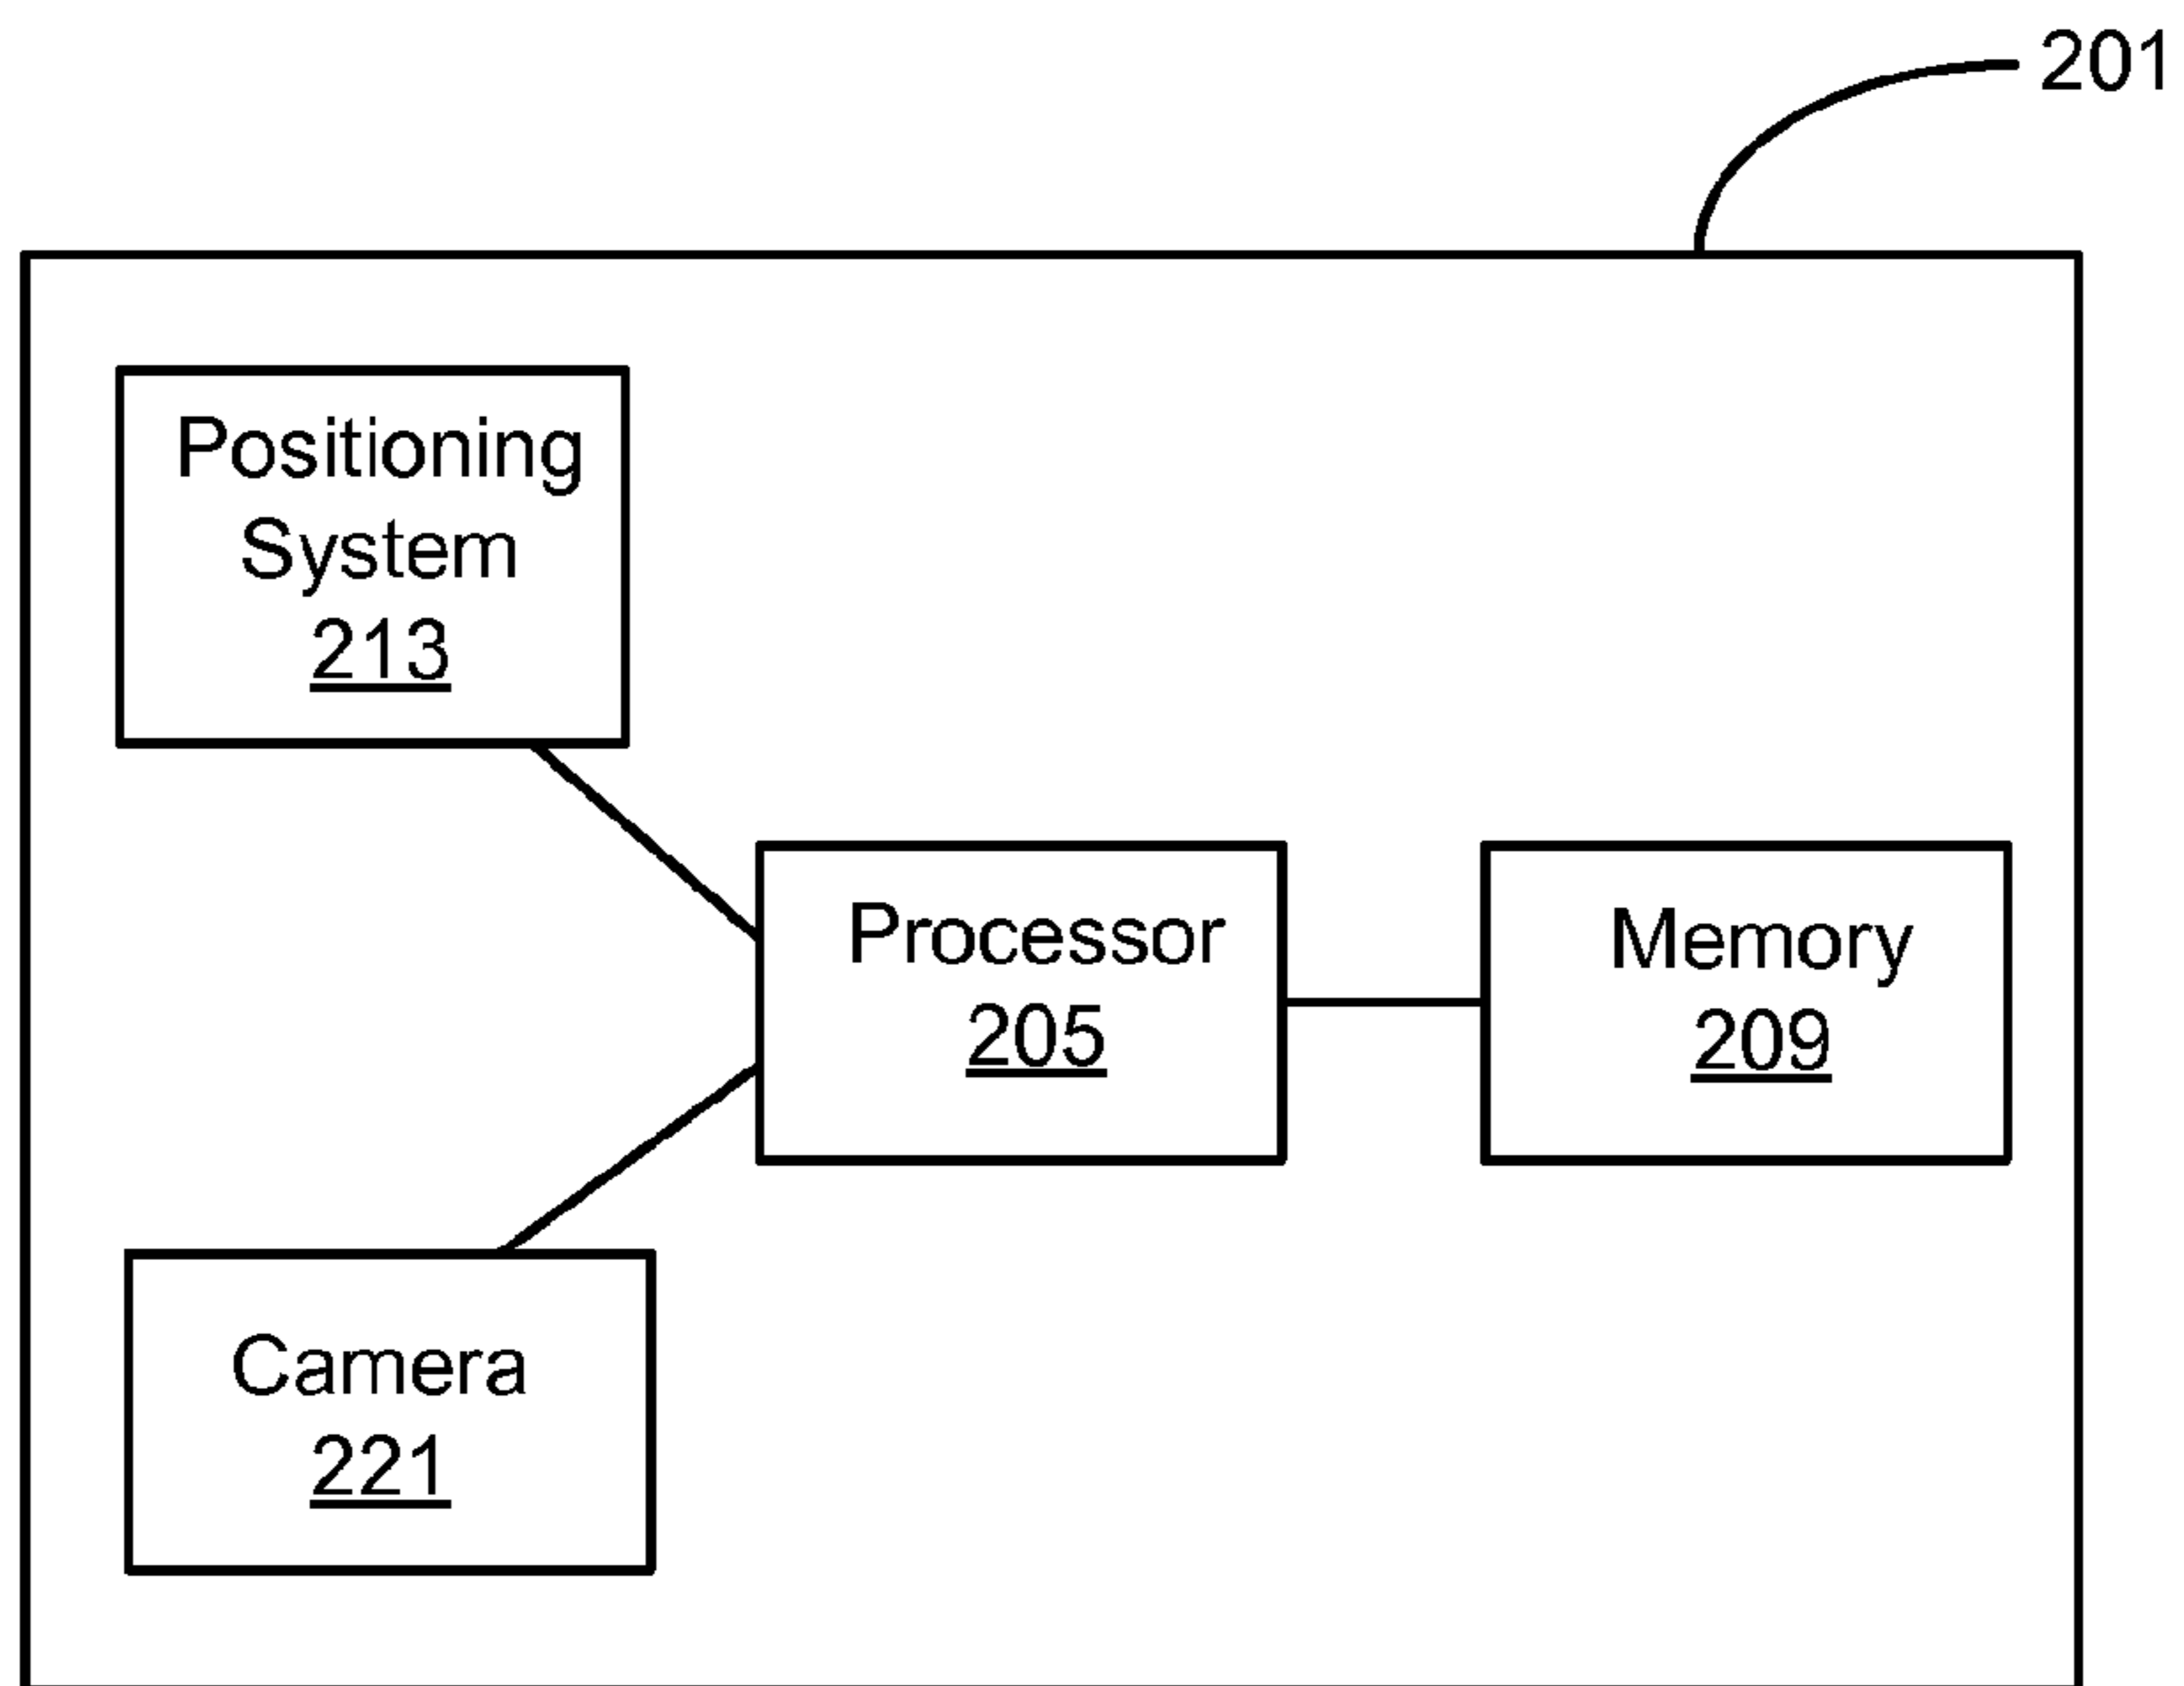 201
Positioning
System
213
Processor
205
Memory
209
Camera
221